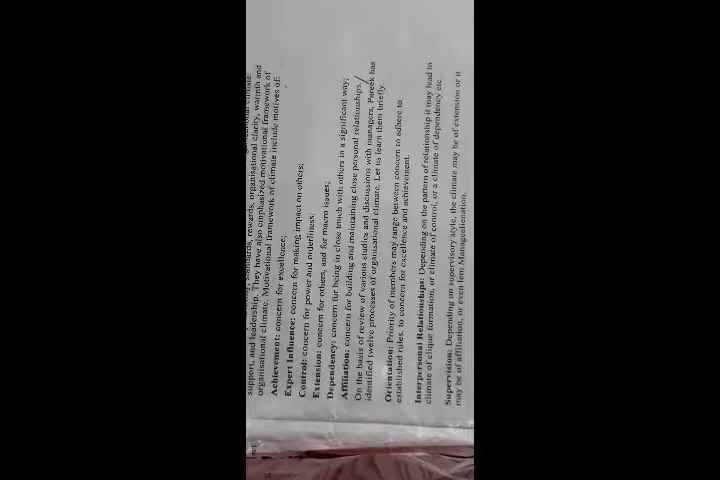 standards, rewards, organisational clarity, warmth and
support, and leadership. They have also emphasized motivational framework of
organisational climate. Motivational framework of climate include motives of:
Achievement: concern for excellence;
Expert Influence: concern for making impact on others;
Control: concern for power and orderliness;
Extension: concern for others, and for macro issues;
Dependency: concern for being in close touch with others in a significant way;
Affiliation: concern for building and maintaining close personal relationships.
On the basis of review of various studies and discussions with managers, Pareek has
identified twelve processes of organisational climate. Let us learn them briefly.
Orientation: Priority of members may range between concern to adhere to
established rules, to concern for excellence and achievement.
Interpersonal Relationships: Depending on the pattern of relationship it may lead to
climate of clique formation, or climate of control, or a climate of dependency etc.
Supervision: Depending on supervisory style, the climate may be of extension or it
may be of affiliation, or even